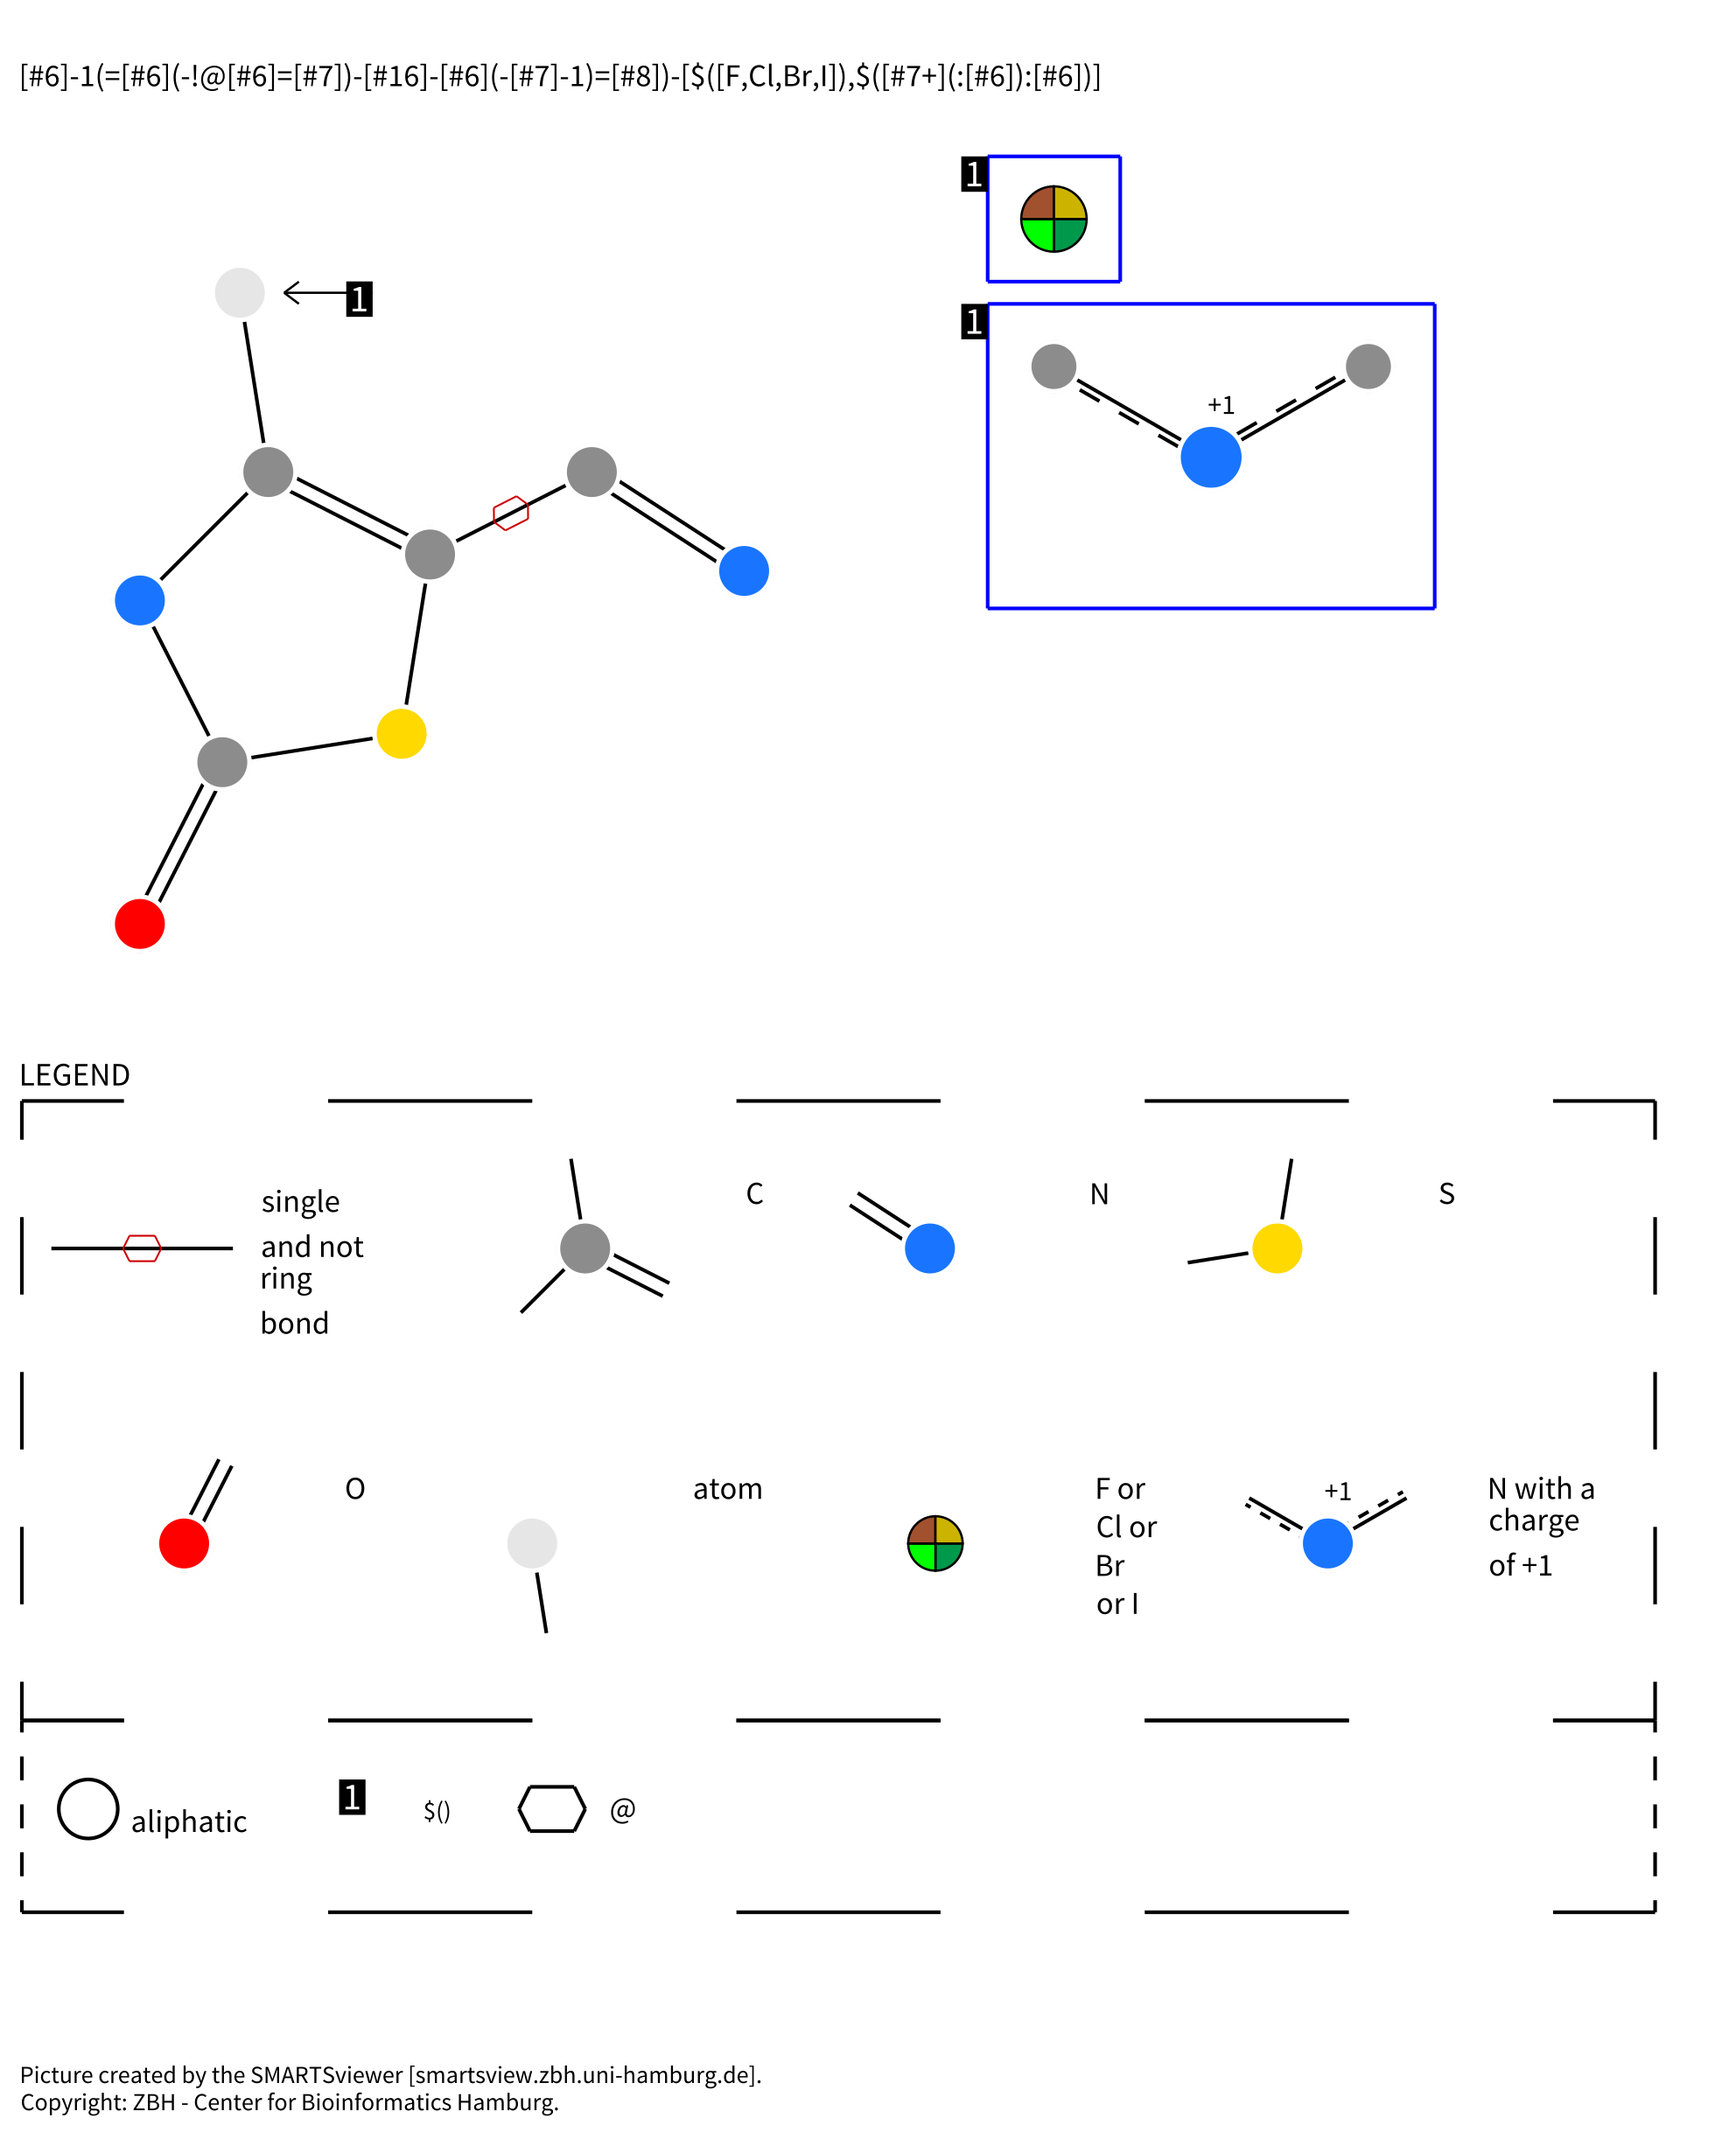 [#6]-1(=[#6](-!@[#6]=[#7])-[#16]-[#6](-[#7]-1)=[#8])-[$([F,Cl,Br,I]),$([#7+](:[#6]):[#6])]
1
1
1
+1
LEGEND
single
and not
ring
bond
C
N
S
O
atom
F or
Cl or
Br
or I
+1
N with a
charge
of +1
aliphatic
1
$()
@
Picture created by the SMARTSviewer [smartsview.zbh.uni-hamburg.de].
Copyright: ZBH - Center for Bioinformatics Hamburg.